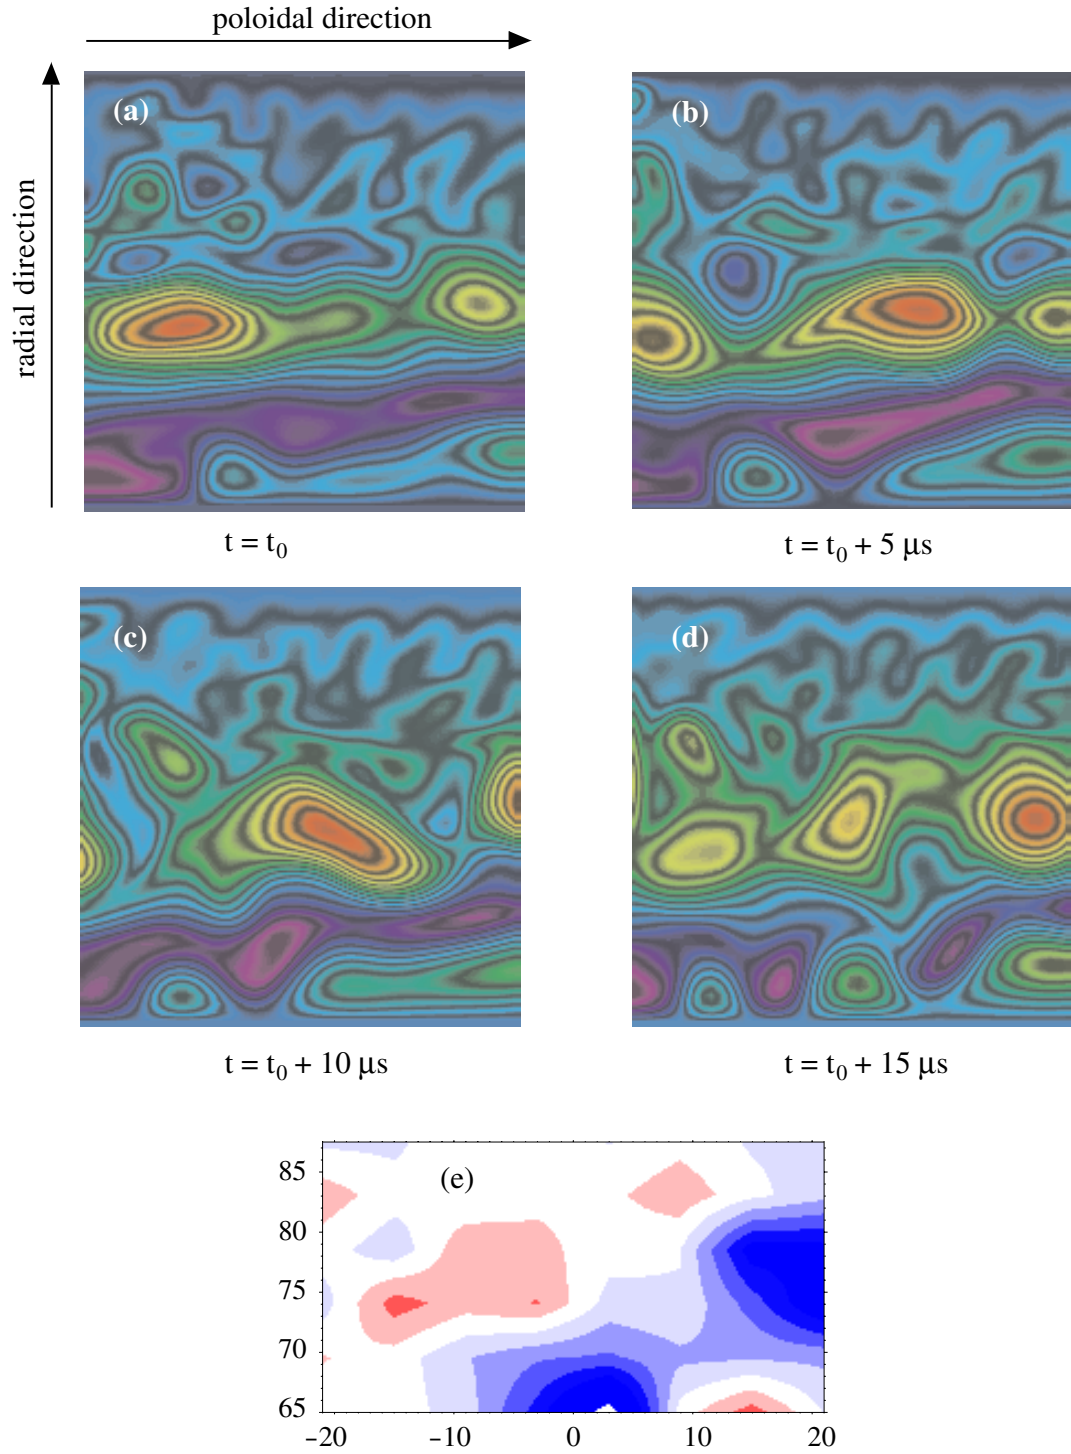 poloidal direction
radial direction
(a)
(b)
t = t₀
t = t₀ + 5 μs
(c)
(d)
t = t₀ + 10 μs
t = t₀ + 15 μs
(e)
85
80
75
70
65
−20 −10 0 10 20